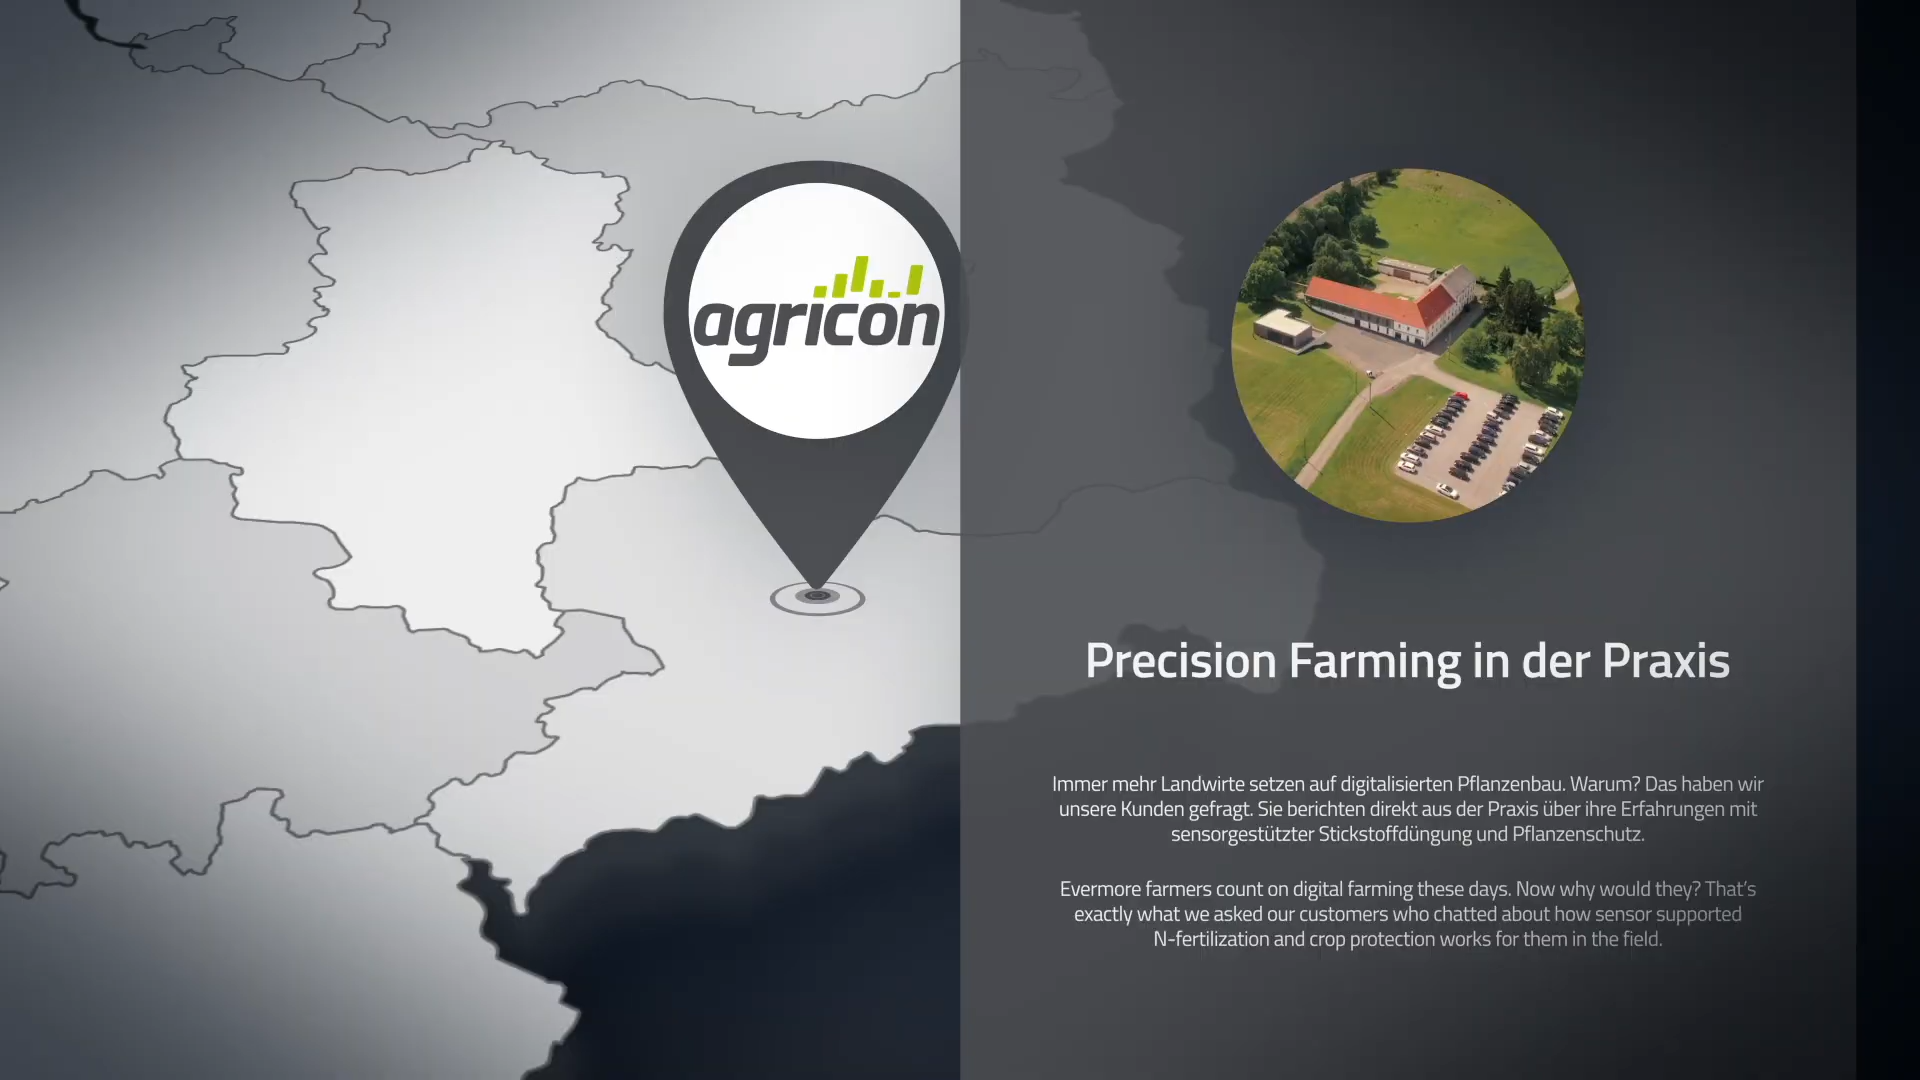 agricon
Precision Farming in der Praxis
Immer mehr Landwirte setzen auf digitalisierten Pflanzenbau. Warum? Das haben wir
unsere Kunden gefragt. Sie berichten direkt aus der Praxis über ihre Erfahrungen mit
sensorgestützter Stickstoffdüngung und Pflanzenschutz.
Evermore farmers count on digital farming these days. Now why would they? That's
exactly what we asked our customers who chatted about how sensor supported
N-fertilization and crop protection works for them in the field.